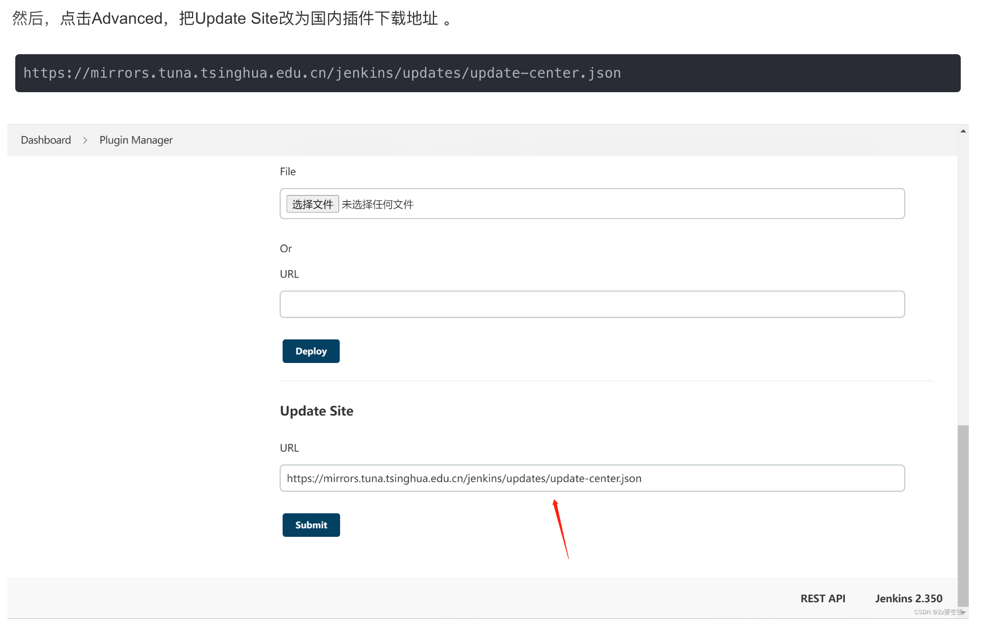 然后，点击Advanced，把Update Site改为国内插件下载地址 。
https://mirrors.tuna.tsinghua.edu.cn/jenkins/updates/update-center.json
Dashboard > Plugin Manager
File
选择文件 未选择任何文件
Or
URL
Deploy
Update Site
URL
https://mirrors.tuna.tsinghua.edu.cn/jenkins/updates/update-center.json
Submit
REST API Jenkins 2.350